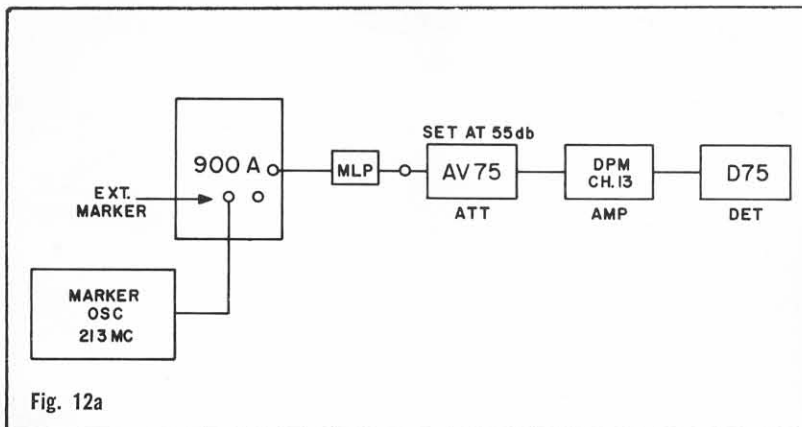 SET AT 55db
900 A
MLP
AV 75
DPM
CH. 13
D75
EXT.
MARKER
ATT
AMP
DET
MARKER
OSC
213 MC
Fig. 12a